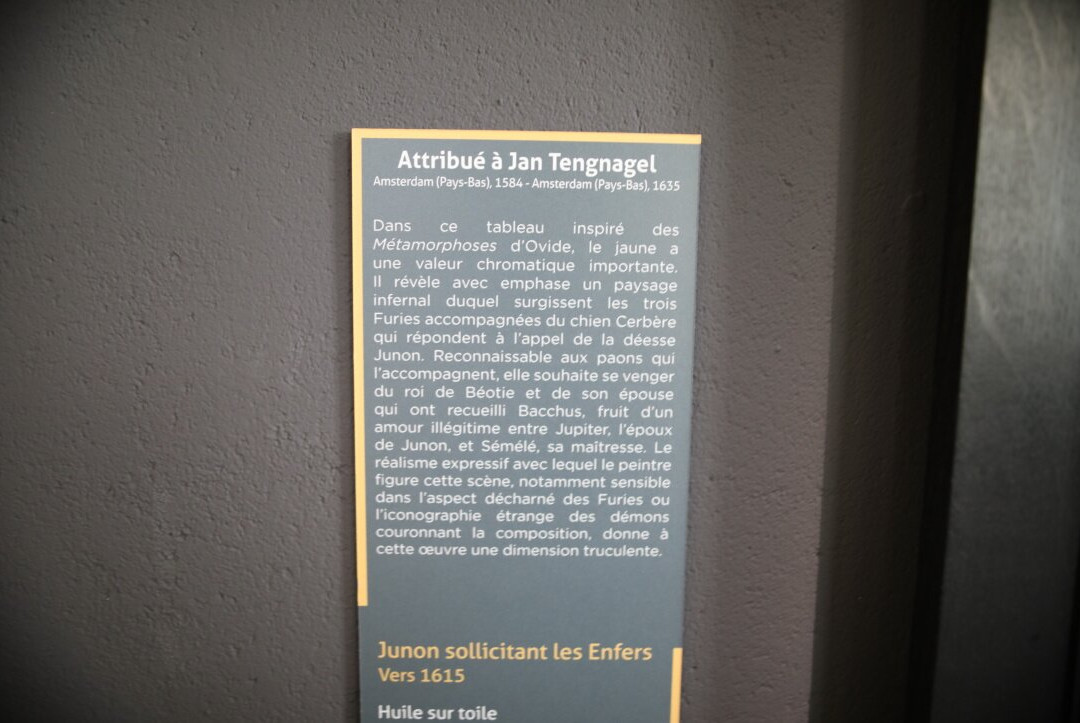 Attribué à Jan Tengnagel
Amsterdam (Pays-Bas), 1584 - Amsterdam (Pays-Bas), 1635
Dans ce tableau inspiré des
Métamorphoses d'Ovide, le jaune a
une valeur chromatique importante.
Il révèle avec emphase un paysage
infernal duquel surgissent les trois
Furies accompagnées du chien Cerbère
qui répondent à l'appel de la déesse
Junon. Reconnaissable aux paons qui
l'accompagnent, elle souhaite se venger
du roi de Béotie et de son épouse
qui ont recueilli Bacchus, fruit d'un
amour illégitime entre Jupiter, l'époux
de Junon, et Sémélé, sa maîtresse. Le
réalisme expressif avec lequel le peintre
figure cette scène, notamment sensible
dans l'aspect décharné des Furies ou
l'iconographie étrange des démons
couronnant la composition, donne à
cette œuvre une dimension truculente.
Junon sollicitant les Enfers
Vers 1615
Huile sur toile